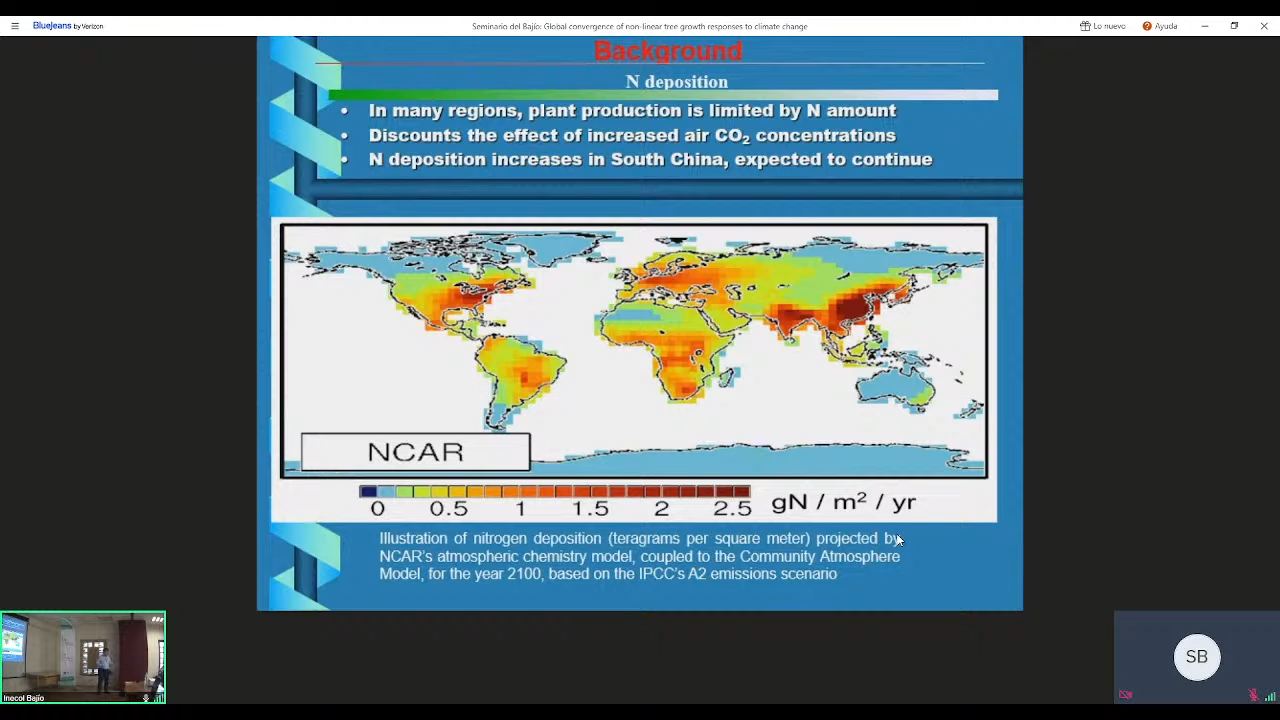 BlueJeans by Verizon
Seminario del Bajío: Global convergence of non-linear tree growth responses to climate change
Lo nuevo
Ayuda
Background
N deposition
• In many regions, plant production is limited by N amount
• Discounts the effect of increased air CO₂ concentrations
• N deposition increases in South China, expected to continue
NCAR
0 0.5 1 1.5 2 2.5 gN / m² / yr
Illustration of nitrogen deposition (teragrams per square meter) projected by
NCAR's atmospheric chemistry model, coupled to the Community Atmosphere
Model, for the year 2100, based on the IPCC's A2 emissions scenario
Inecol Bajío
SB